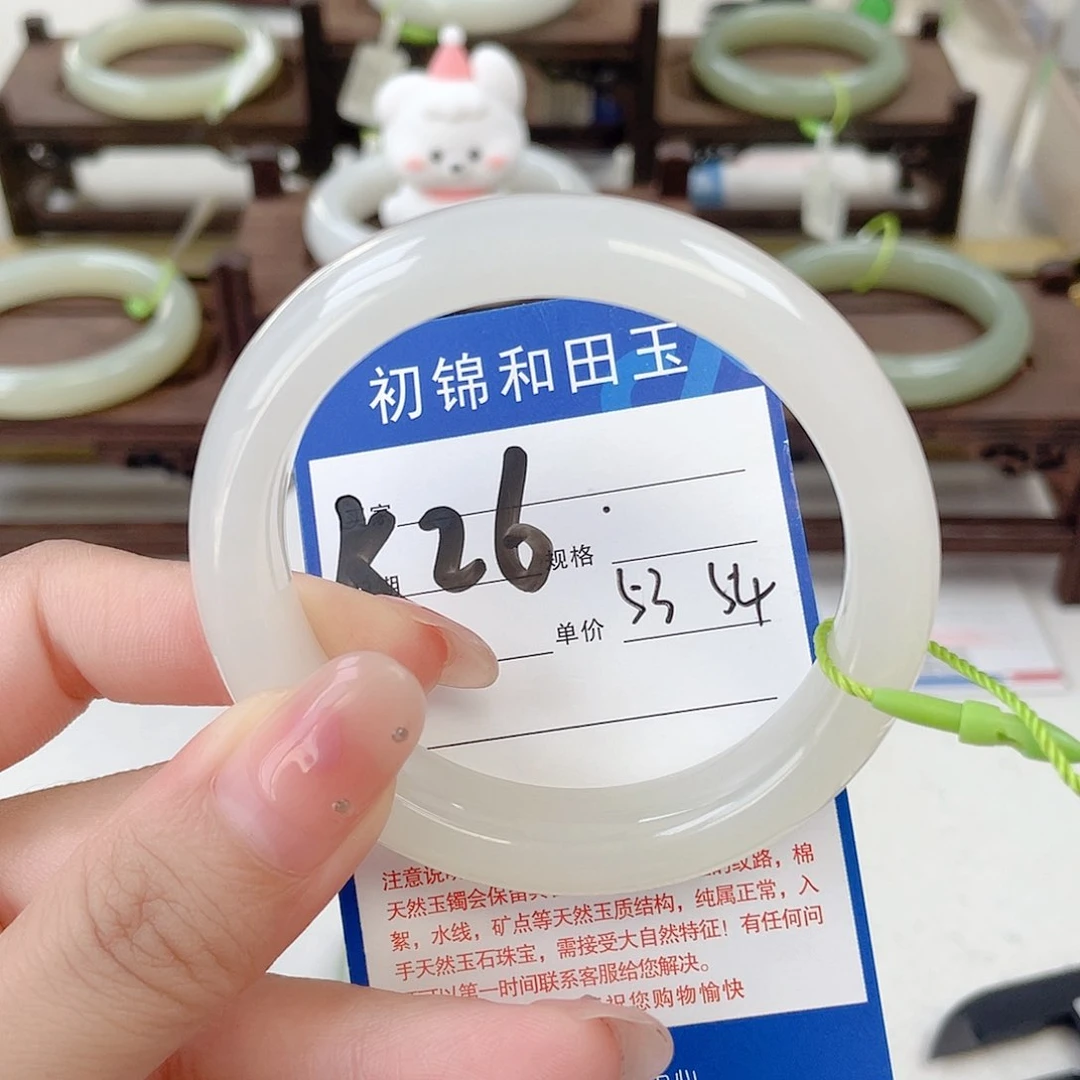 初锦和田玉
K26
规格
53 54
单价
注意说
纹路，棉
天然玉镯会保留
絮，水线，矿点等天然玉质结构，纯属正常，入
手天然玉石珠宝，需接受大自然特征！有任何问
可以第一时间联系客服给您解决。
祝您购物愉快